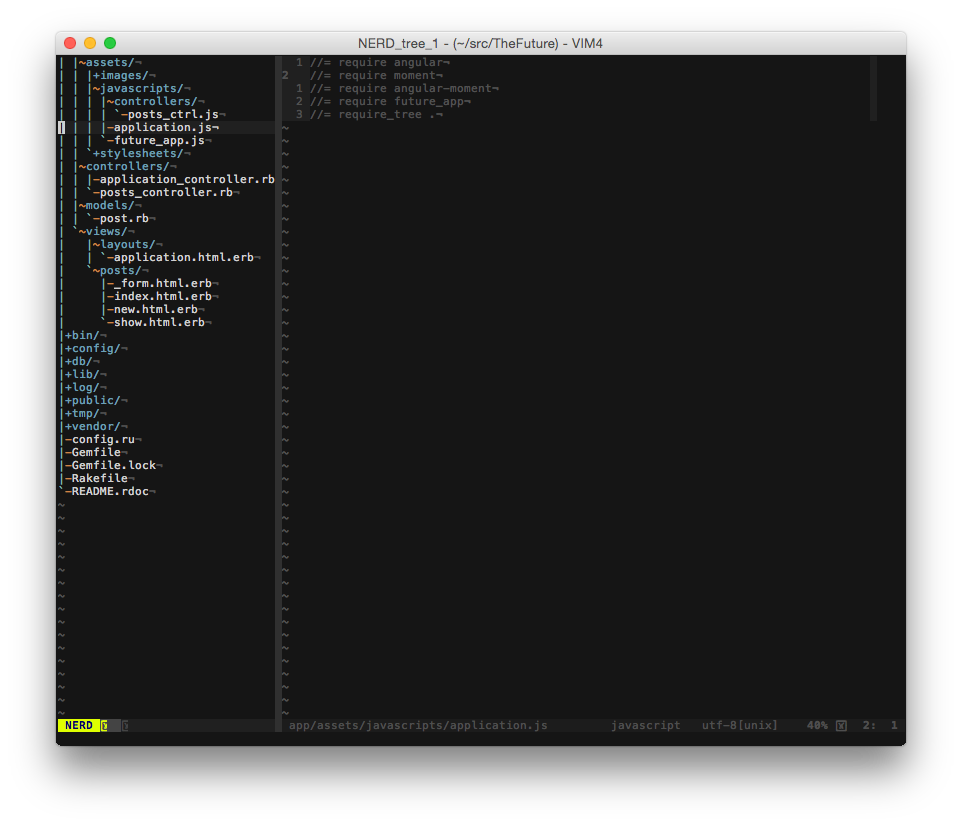 NERD_tree_1 - (~/src/TheFuture) - VIM4
| |~assets/¬
| | |+images/¬
| | |~javascripts/¬
| | | |~controllers/¬
| | | | `-posts_ctrl.js¬
| | | |-application.js¬
| | | `-future_app.js¬
| | `+stylesheets/¬
| |~controllers/¬
| | |-application_controller.rb
| | `-posts_controller.rb¬
| |~models/¬
| | `-post.rb¬
| `~views/¬
|   |~layouts/¬
|   | `-application.html.erb¬
|   `~posts/¬
|     |-_form.html.erb¬
|     |-index.html.erb¬
|     |-new.html.erb¬
|     `-show.html.erb¬
|+bin/¬
|+config/¬
|+db/¬
|+lib/¬
|+log/¬
|+public/¬
|+tmp/¬
|+vendor/¬
|-config.ru¬
|-Gemfile¬
|-Gemfile.lock¬
|-Rakefile¬
`-README.rdoc¬
1 //= require angular¬
2 //= require moment¬
1 //= require angular-moment¬
2 //= require future_app¬
3 //= require_tree .¬
NERD
app/assets/javascripts/application.js javascript utf-8[unix] 40% 2: 1